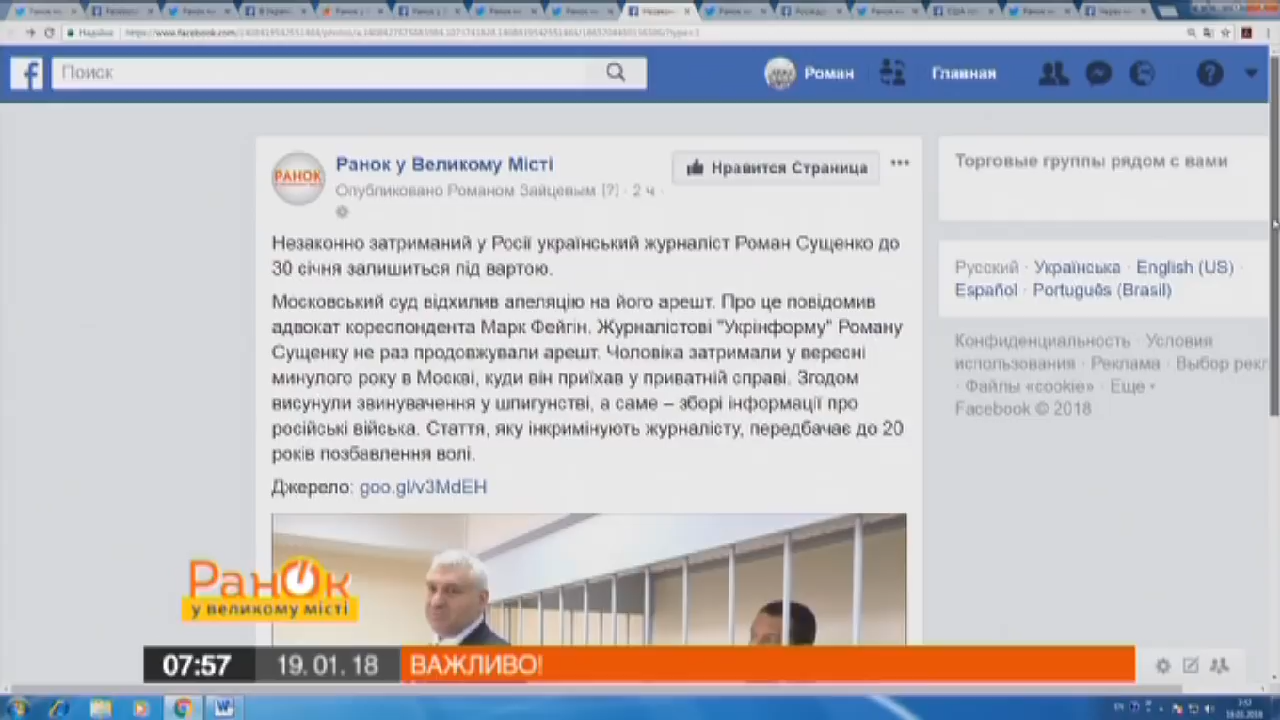 Надійно
Поиск
Роман
Главная
Ранок у Великому Місті
Нравится Страница
Опубликовано Романом Зайцевым [?] · 2 ч ·
РАНОК
Незаконно затриманий у Росії український журналіст Роман Сущенко до
30 січня залишиться під вартою.
Московський суд відхилив апеляцію на його арешт. Про це повідомив
адвокат кореспондента Марк Фейгін. Журналістові "Укрінформу" Роману
Сущенку не раз продовжували арешт. Чоловіка затримали у вересні
минулого року в Москві, куди він приїхав у приватній справі. Згодом
висунули звинувачення у шпигунстві, а саме – зборі інформації про
російські війська. Стаття, яку інкримінують журналісту, передбачає до 20
років позбавлення волі.
Джерело: goo.gl/v3MdEH
Торговые группы рядом с вами
Русский · Українська · English (US) ·
Español · Português (Brasil)
Конфиденциальность · Условия
использования · Реклама · Выбор рекл
· Файлы «cookie» · Еще
Facebook © 2018
Ранок
у великому місті
07:57
19.01.18
ВАЖЛИВО!